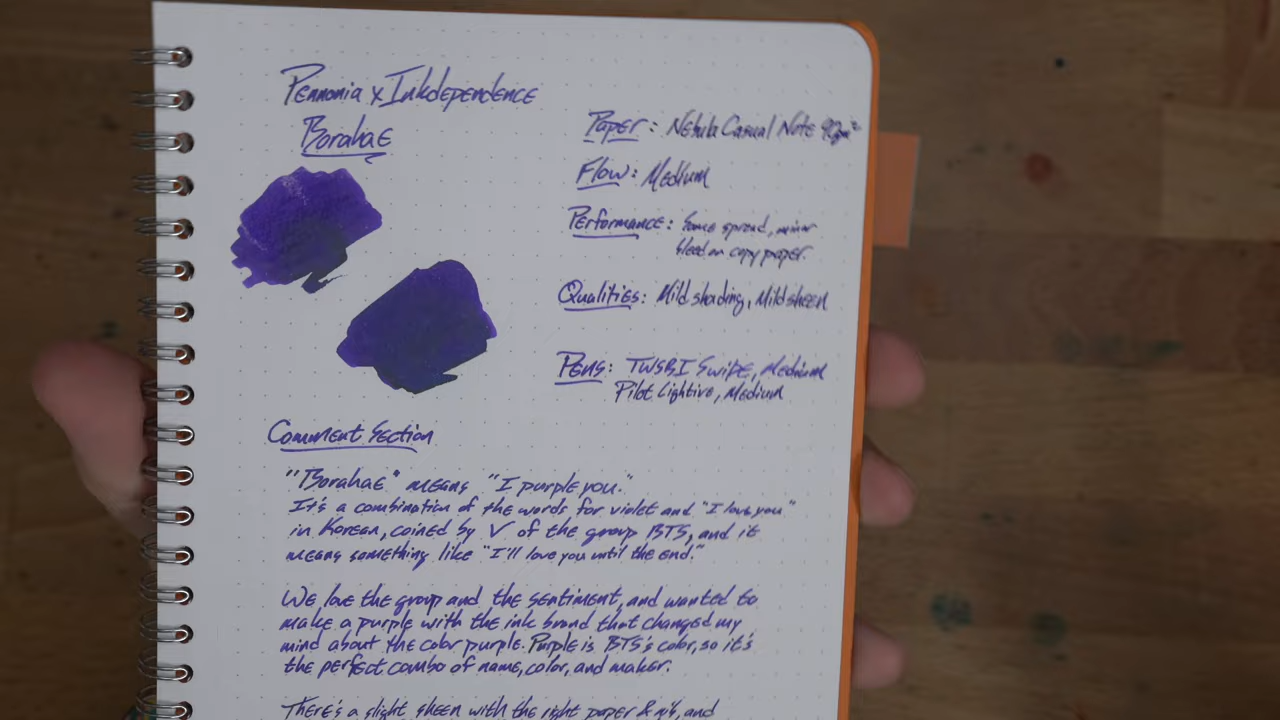 Pennonia x Inkdependence
Borahae
Paper: Nebula Casual Note 90gm²
Flow: Medium
Performance: Some spread, minor
bleed on copy paper.
Qualities: Mild shading, Mild sheen
Pens: TWSBI Swipe, Medium
Pilot Lightive, Medium
Comment Section
"Borahae" means "I purple you."
It's a combination of the words for violet and "I love you"
in Korean, coined by V of the group BTS, and it
means something like "I'll love you until the end."
We love the group and the sentiment, and wanted to
make a purple with the ink brand that changed my
mind about the color purple. Purple is BTS's color, so it's
the perfect combo of name, color, and maker.
There's a slight sheen with the right paper & nib, and